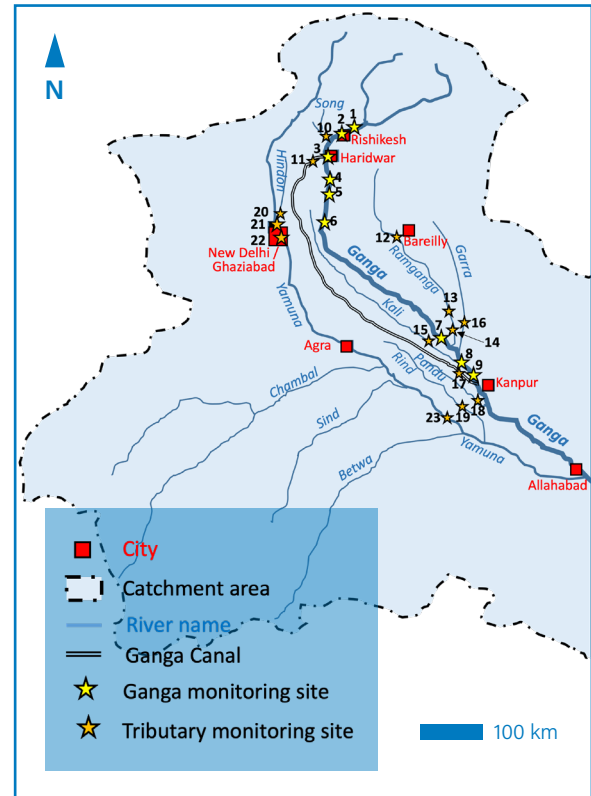 N
Song
1
2
10
Rishikesh
3
11
Haridwar
Hindon
4
5
20
21
6
22
New Delhi
Ghaziabad
12
Bareilly
Ramganga
Garra
Ganga
Kali
Yamuna
13
16
15
7
14
Agra
Rind
Pandu
8
9
17
Kanpur
Chambal
Sind
23
19
18
Ganga
Yamuna
Betwa
Allahabad
City
Catchment area
River name
Ganga Canal
Ganga monitoring site
Tributary monitoring site
100 km